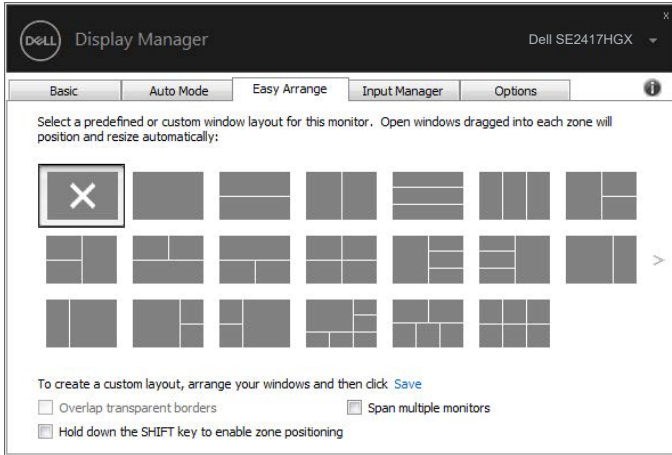 x
DELL Display Manager Dell SE2417HGX
Basic Auto Mode Easy Arrange Input Manager Options i
Select a predefined or custom window layout for this monitor. Open windows dragged into each zone will
position and resize automatically:
>
To create a custom layout, arrange your windows and then click Save
Overlap transparent borders Span multiple monitors
Hold down the SHIFT key to enable zone positioning